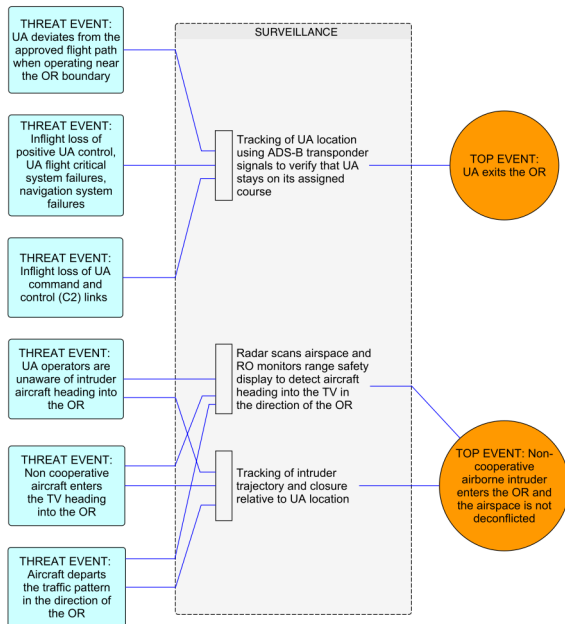 THREAT EVENT:
UA deviates from the
approved flight path
when operating near
the OR boundary
THREAT EVENT:
Inflight loss of
positive UA control,
UA flight critical
system failures,
navigation system
failures
THREAT EVENT:
Inflight loss of UA
command and
control (C2) links
THREAT EVENT:
UA operators are
unaware of intruder
aircraft heading into
the OR
THREAT EVENT:
Non cooperative
aircraft enters
the TV heading
into the OR
THREAT EVENT:
Aircraft departs
the traffic pattern
in the direction of
the OR
SURVEILLANCE
Tracking of UA location
using ADS-B transponder
signals to verify that UA
stays on its assigned
course
Radar scans airspace and
RO monitors range safety
display to detect aircraft
heading into the TV in
the direction of the OR
Tracking of intruder
trajectory and closure
relative to UA location
TOP EVENT:
UA exits the OR
TOP EVENT: Non-
cooperative
airborne intruder
enters the OR and
the airspace is not
deconflicted